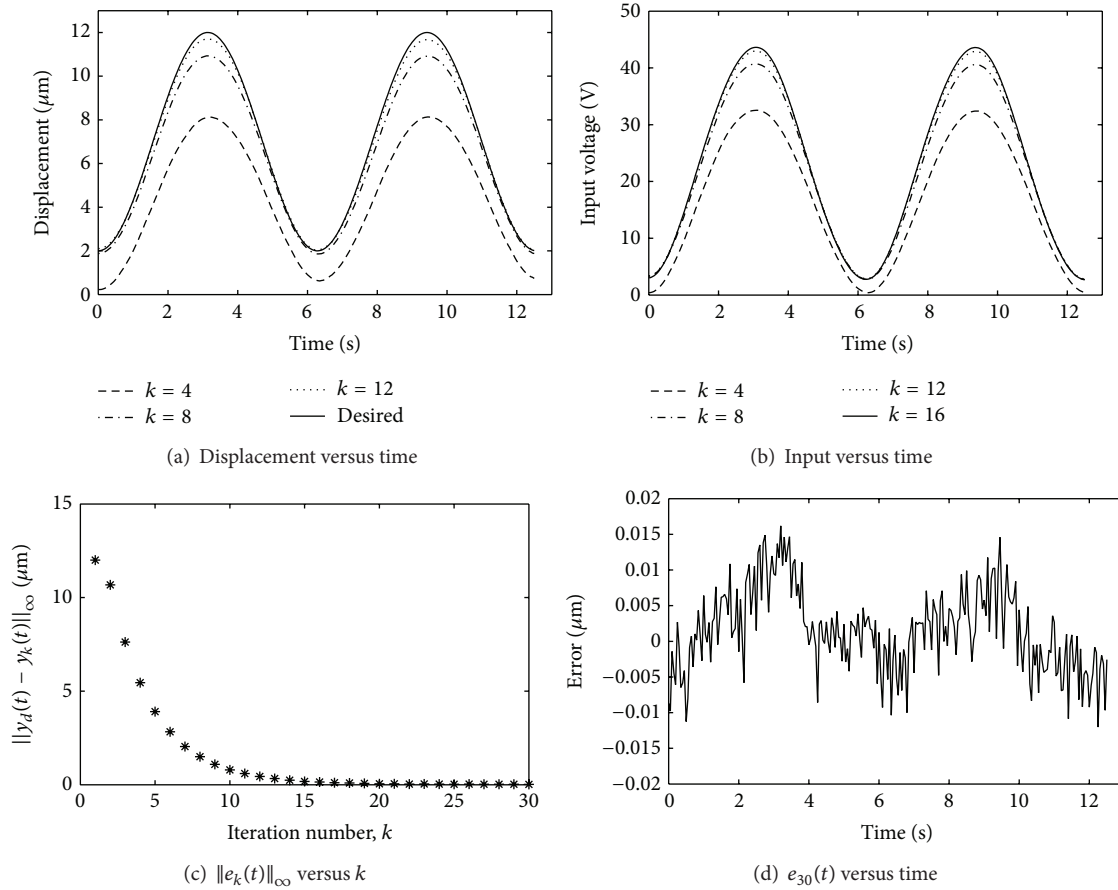 12
10
8
6
4
2
0
Displacement (μm)
0 2 4 6 8 10 12
Time (s)
k = 4
k = 8
k = 12
Desired
(a) Displacement versus time
50
40
30
20
10
0
Input voltage (V)
0 2 4 6 8 10 12
Time (s)
k = 4
k = 8
k = 12
k = 16
(b) Input versus time
15
10
5
0
||y_d(t) − y_k(t)||_∞ (μm)
0 5 10 15 20 25 30
Iteration number, k
(c) ‖e_k(t)‖_∞ versus k
0.02
0.015
0.01
0.005
0
−0.005
−0.01
−0.015
−0.02
Error (μm)
0 2 4 6 8 10 12
Time (s)
(d) e_30(t) versus time